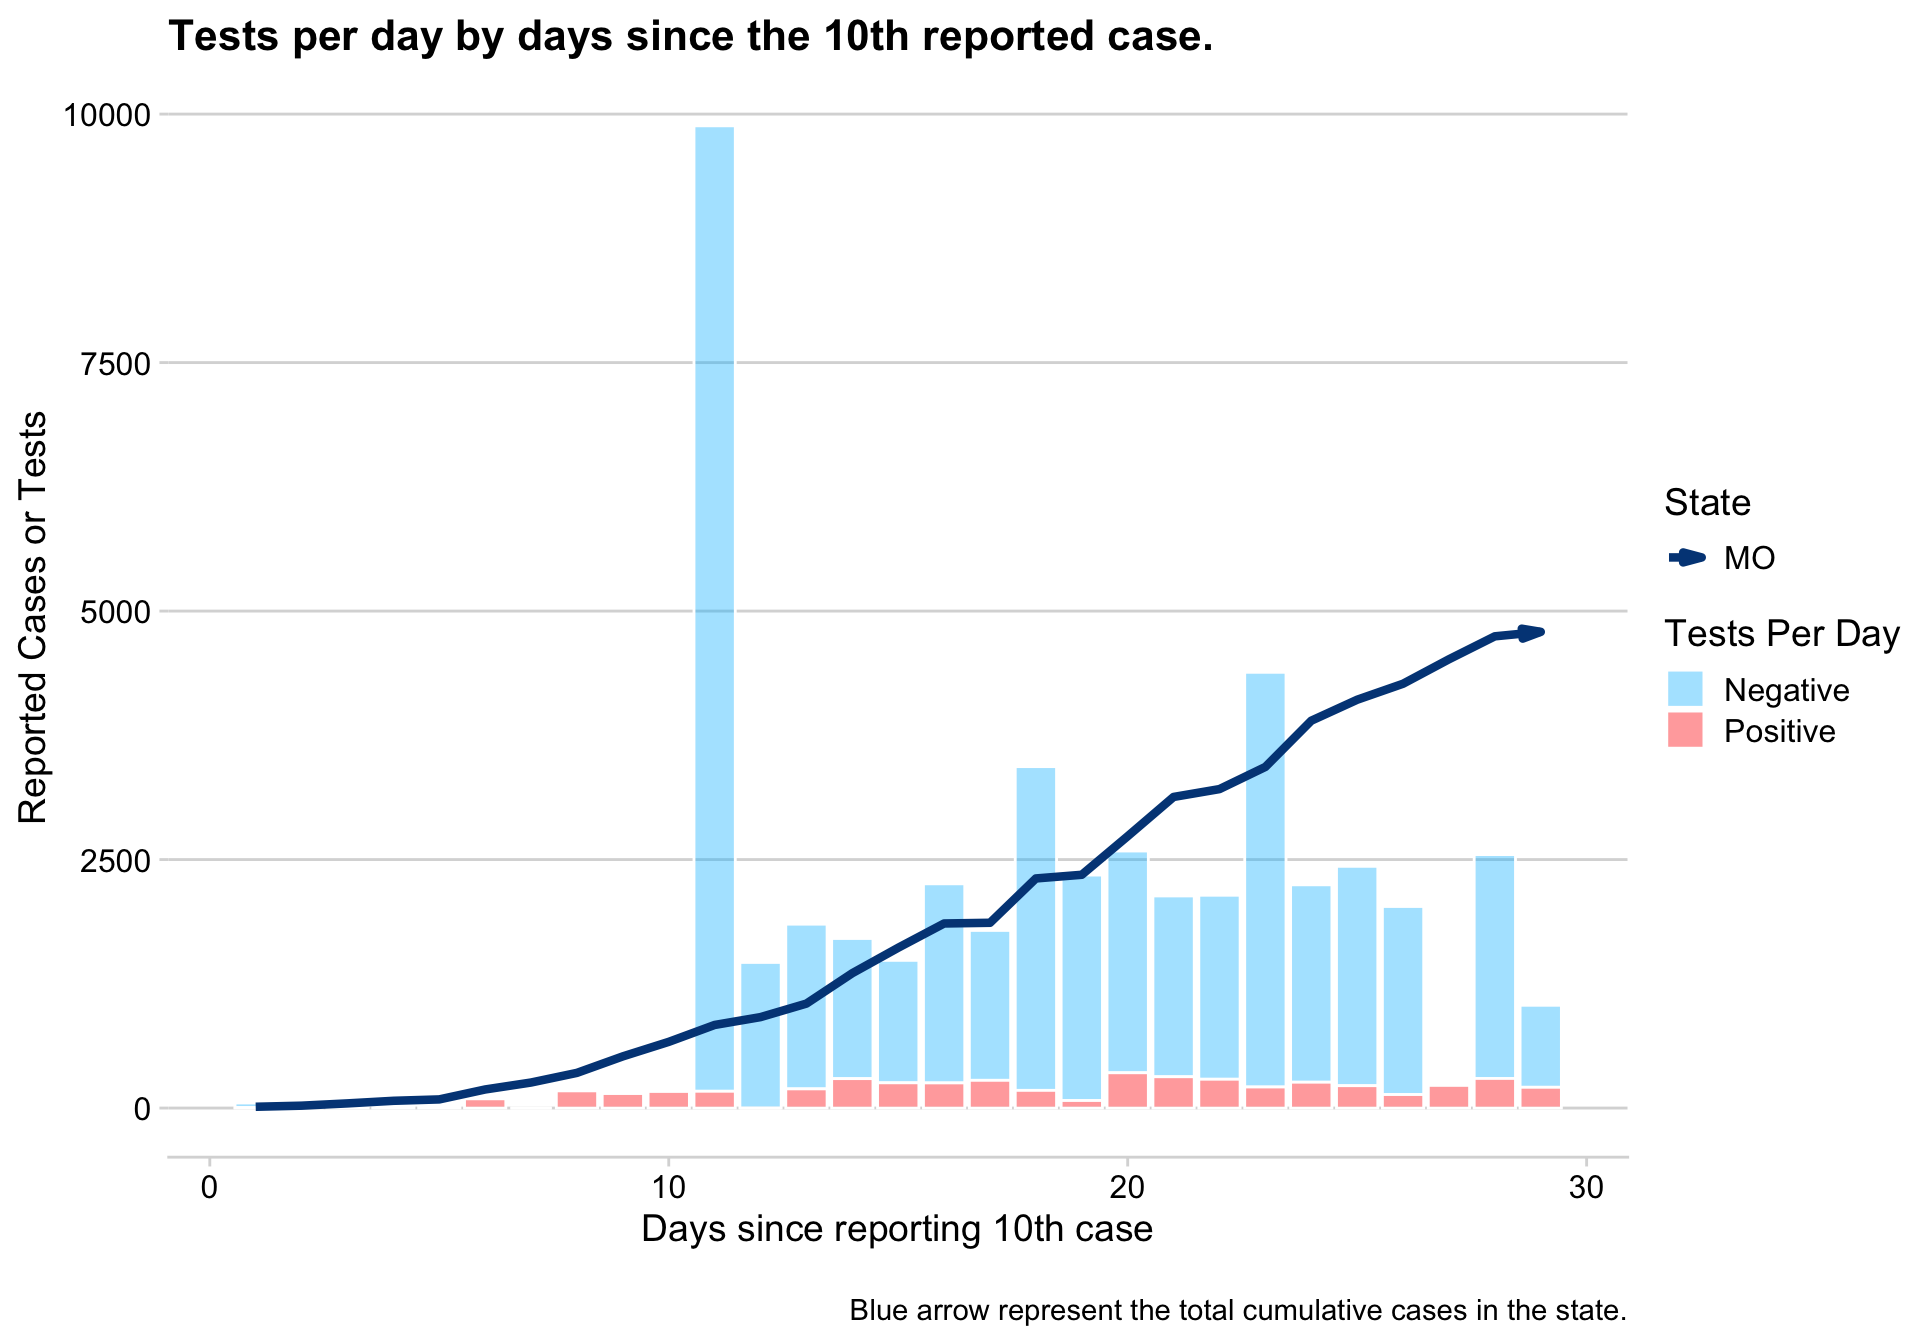 Tests per day by days since the 10th reported case.
10000
7500
5000
2500
0
Reported Cases or Tests
0
10
20
30
Days since reporting 10th case
State
MO
Tests Per Day
Negative
Positive
Blue arrow represent the total cumulative cases in the state.